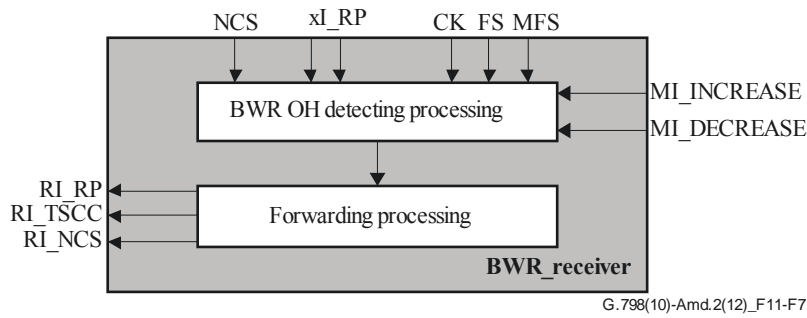 NCS xI_RP CK FS MFS
BWR OH detecting processing
MI_INCREASE
MI_DECREASE
RI_RP
RI_TSCC
RI_NCS
Forwarding processing
BWR_receiver
G.798(10)-Amd.2(12)_F11-F7